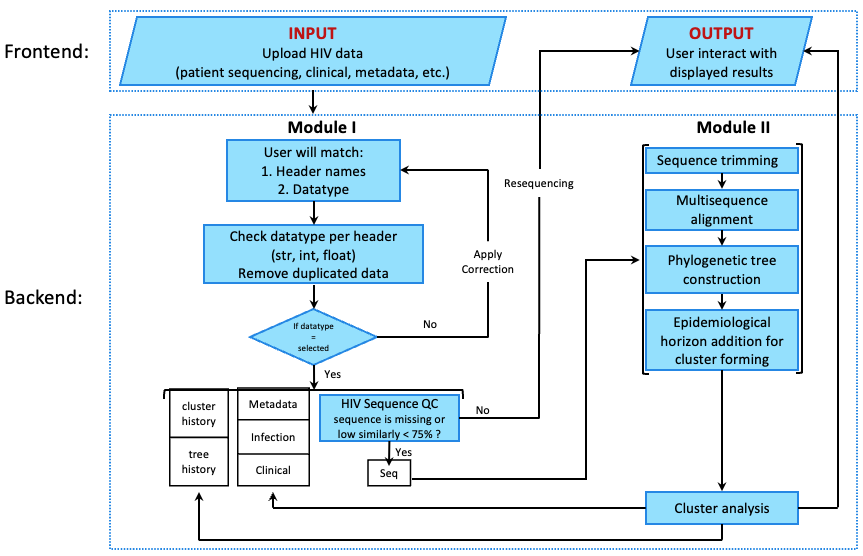 Frontend:
INPUT
Upload HIV data
(patient sequencing, clinical, metadata, etc.)
OUTPUT
User interact with
displayed results
Backend:
Module I
User will match:
1. Header names
2. Datatype
Check datatype per header
(str, int, float)
Remove duplicated data
If datatype
=
selected
No
Apply
Correction
Yes
cluster
history
tree
history
Metadata
Infection
Clinical
HIV Sequence QC
sequence is missing or
low similarly < 75% ?
No
Resequencing
Yes
Seq
Module II
Sequence trimming
Multisequence
alignment
Phylogenetic tree
construction
Epidemiological
horizon addition for
cluster forming
Cluster analysis